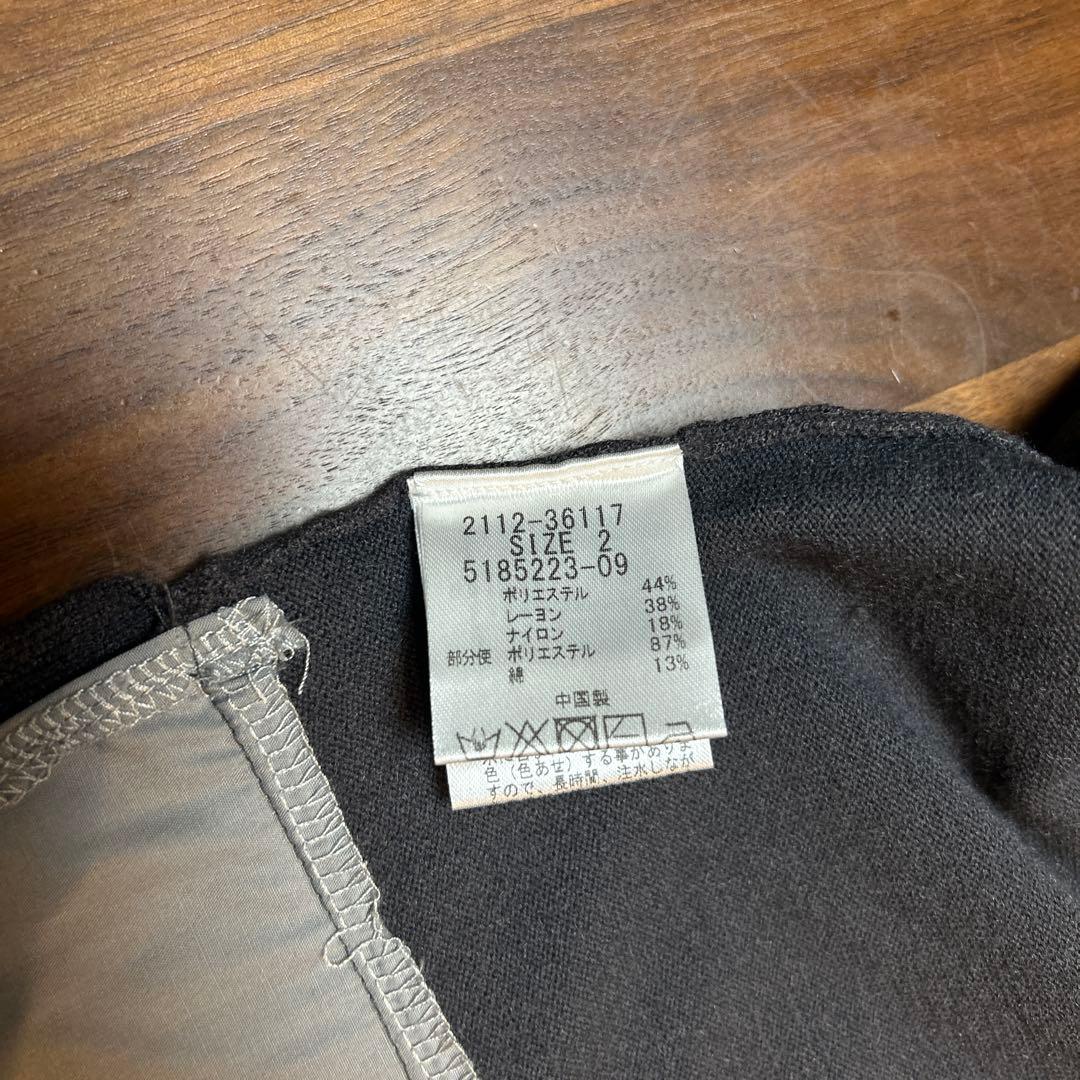 2112-36117
SIZE 2
5185223-09
ポリエステル 44%
レーヨン 38%
ナイロン 18%
部分使 ポリエステル 87%
綿 13%
中国製
色(色あせ)する事がありま
すので、長時間、注水しなが